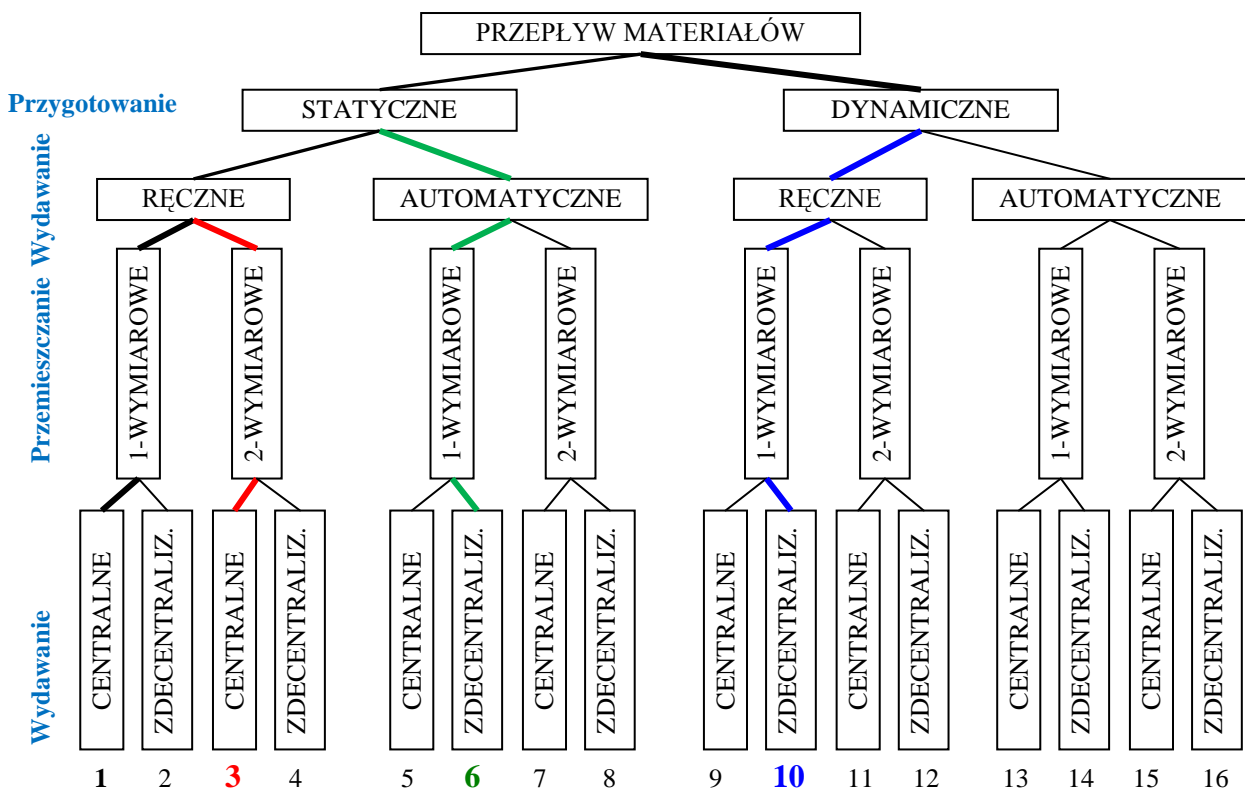 PRZEPŁYW MATERIAŁÓW
Przygotowanie
STATYCZNE
DYNAMICZNE
Wydawanie
RĘCZNE
AUTOMATYCZNE
RĘCZNE
AUTOMATYCZNE
Przemieszczanie
1-WYMIAROWE
2-WYMIAROWE
1-WYMIAROWE
2-WYMIAROWE
1-WYMIAROWE
2-WYMIAROWE
1-WYMIAROWE
2-WYMIAROWE
Wydawanie
CENTRALNE
ZDECENTRALIZ.
CENTRALNE
ZDECENTRALIZ.
CENTRALNE
ZDECENTRALIZ.
CENTRALNE
ZDECENTRALIZ.
CENTRALNE
ZDECENTRALIZ.
CENTRALNE
ZDECENTRALIZ.
CENTRALNE
ZDECENTRALIZ.
CENTRALNE
ZDECENTRALIZ.
1 2 3 4 5 6 7 8 9 10 11 12 13 14 15 16